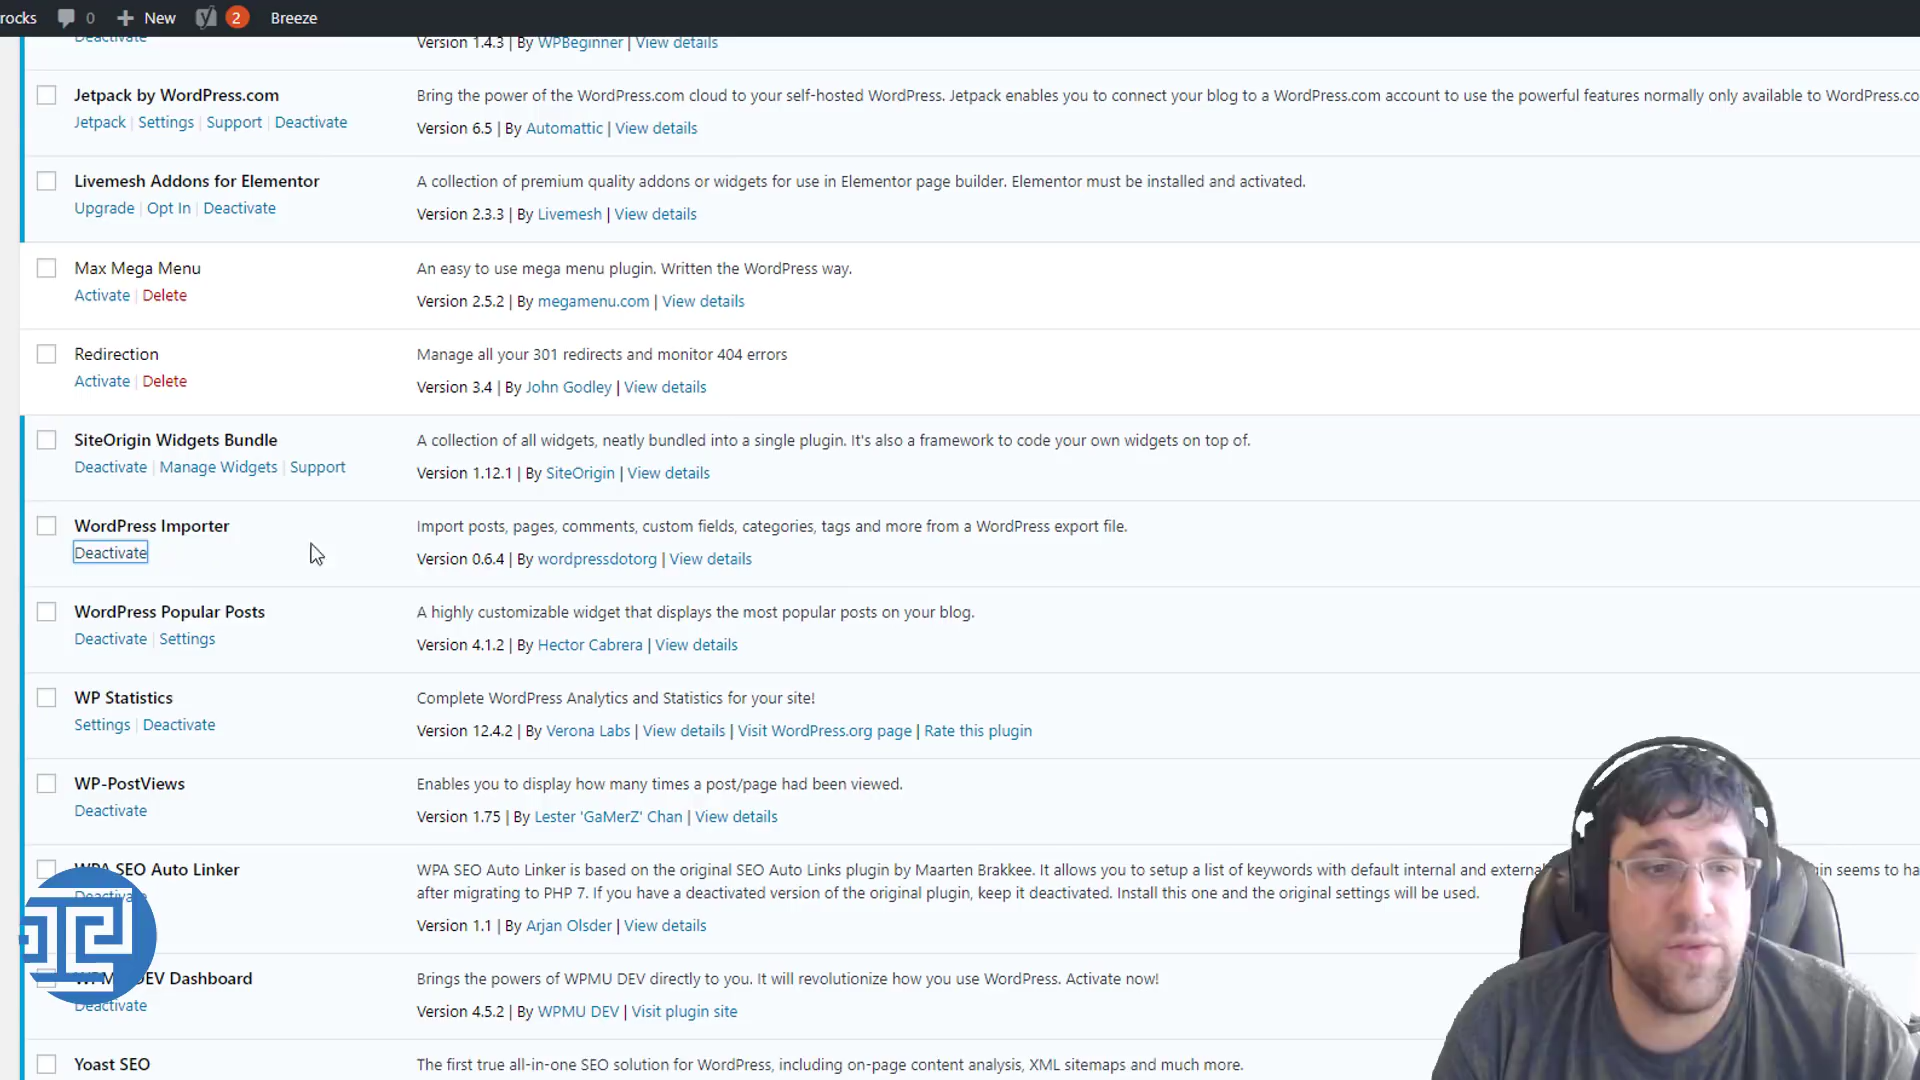 rocks 0 New 2 Breeze
Deactivate
Version 1.4.3 | By WPBeginner | View details
Jetpack by WordPress.com
Bring the power of the WordPress.com cloud to your self-hosted WordPress. Jetpack enables you to connect your blog to a WordPress.com account to use the powerful features normally only available to WordPress.co
Jetpack | Settings | Support | Deactivate
Version 6.5 | By Automattic | View details
Livemesh Addons for Elementor
A collection of premium quality addons or widgets for use in Elementor page builder. Elementor must be installed and activated.
Upgrade | Opt In | Deactivate
Version 2.3.3 | By Livemesh | View details
Max Mega Menu
An easy to use mega menu plugin. Written the WordPress way.
Activate | Delete
Version 2.5.2 | By megamenu.com | View details
Redirection
Manage all your 301 redirects and monitor 404 errors
Activate | Delete
Version 3.4 | By John Godley | View details
SiteOrigin Widgets Bundle
A collection of all widgets, neatly bundled into a single plugin. It's also a framework to code your own widgets on top of.
Deactivate | Manage Widgets | Support
Version 1.12.1 | By SiteOrigin | View details
WordPress Importer
Import posts, pages, comments, custom fields, categories, tags and more from a WordPress export file.
Deactivate
Version 0.6.4 | By wordpressdotorg | View details
WordPress Popular Posts
A highly customizable widget that displays the most popular posts on your blog.
Deactivate | Settings
Version 4.1.2 | By Hector Cabrera | View details
WP Statistics
Complete WordPress Analytics and Statistics for your site!
Settings | Deactivate
Version 12.4.2 | By Verona Labs | View details | Visit WordPress.org page | Rate this plugin
WP-PostViews
Enables you to display how many times a post/page had been viewed.
Deactivate
Version 1.75 | By Lester 'GaMerZ' Chan | View details
WPA SEO Auto Linker
WPA SEO Auto Linker is based on the original SEO Auto Links plugin by Maarten Brakkee. It allows you to setup a list of keywords with default internal and externa gin seems to ha
Deactivate
after migrating to PHP 7. If you have a deactivated version of the original plugin, keep it deactivated. Install this one and the original settings will be used.
Version 1.1 | By Arjan Olsder | View details
WPMU DEV Dashboard
Brings the powers of WPMU DEV directly to you. It will revolutionize how you use WordPress. Activate now!
Deactivate
Version 4.5.2 | By WPMU DEV | Visit plugin site
Yoast SEO
The first true all-in-one SEO solution for WordPress, including on-page content analysis, XML sitemaps and much more.